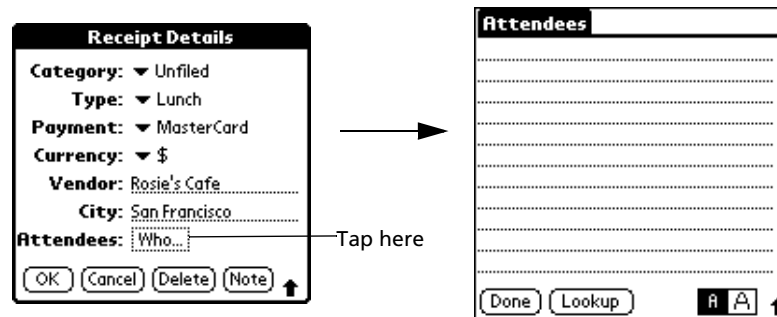 Receipt Details
Category: Unfiled
Type: Lunch
Payment: MasterCard
Currency: $
Vendor: Rosie's Cafe
City: San Francisco
Attendees: Who...
Tap here
OK Cancel Delete Note
Attendees
Done Lookup A A